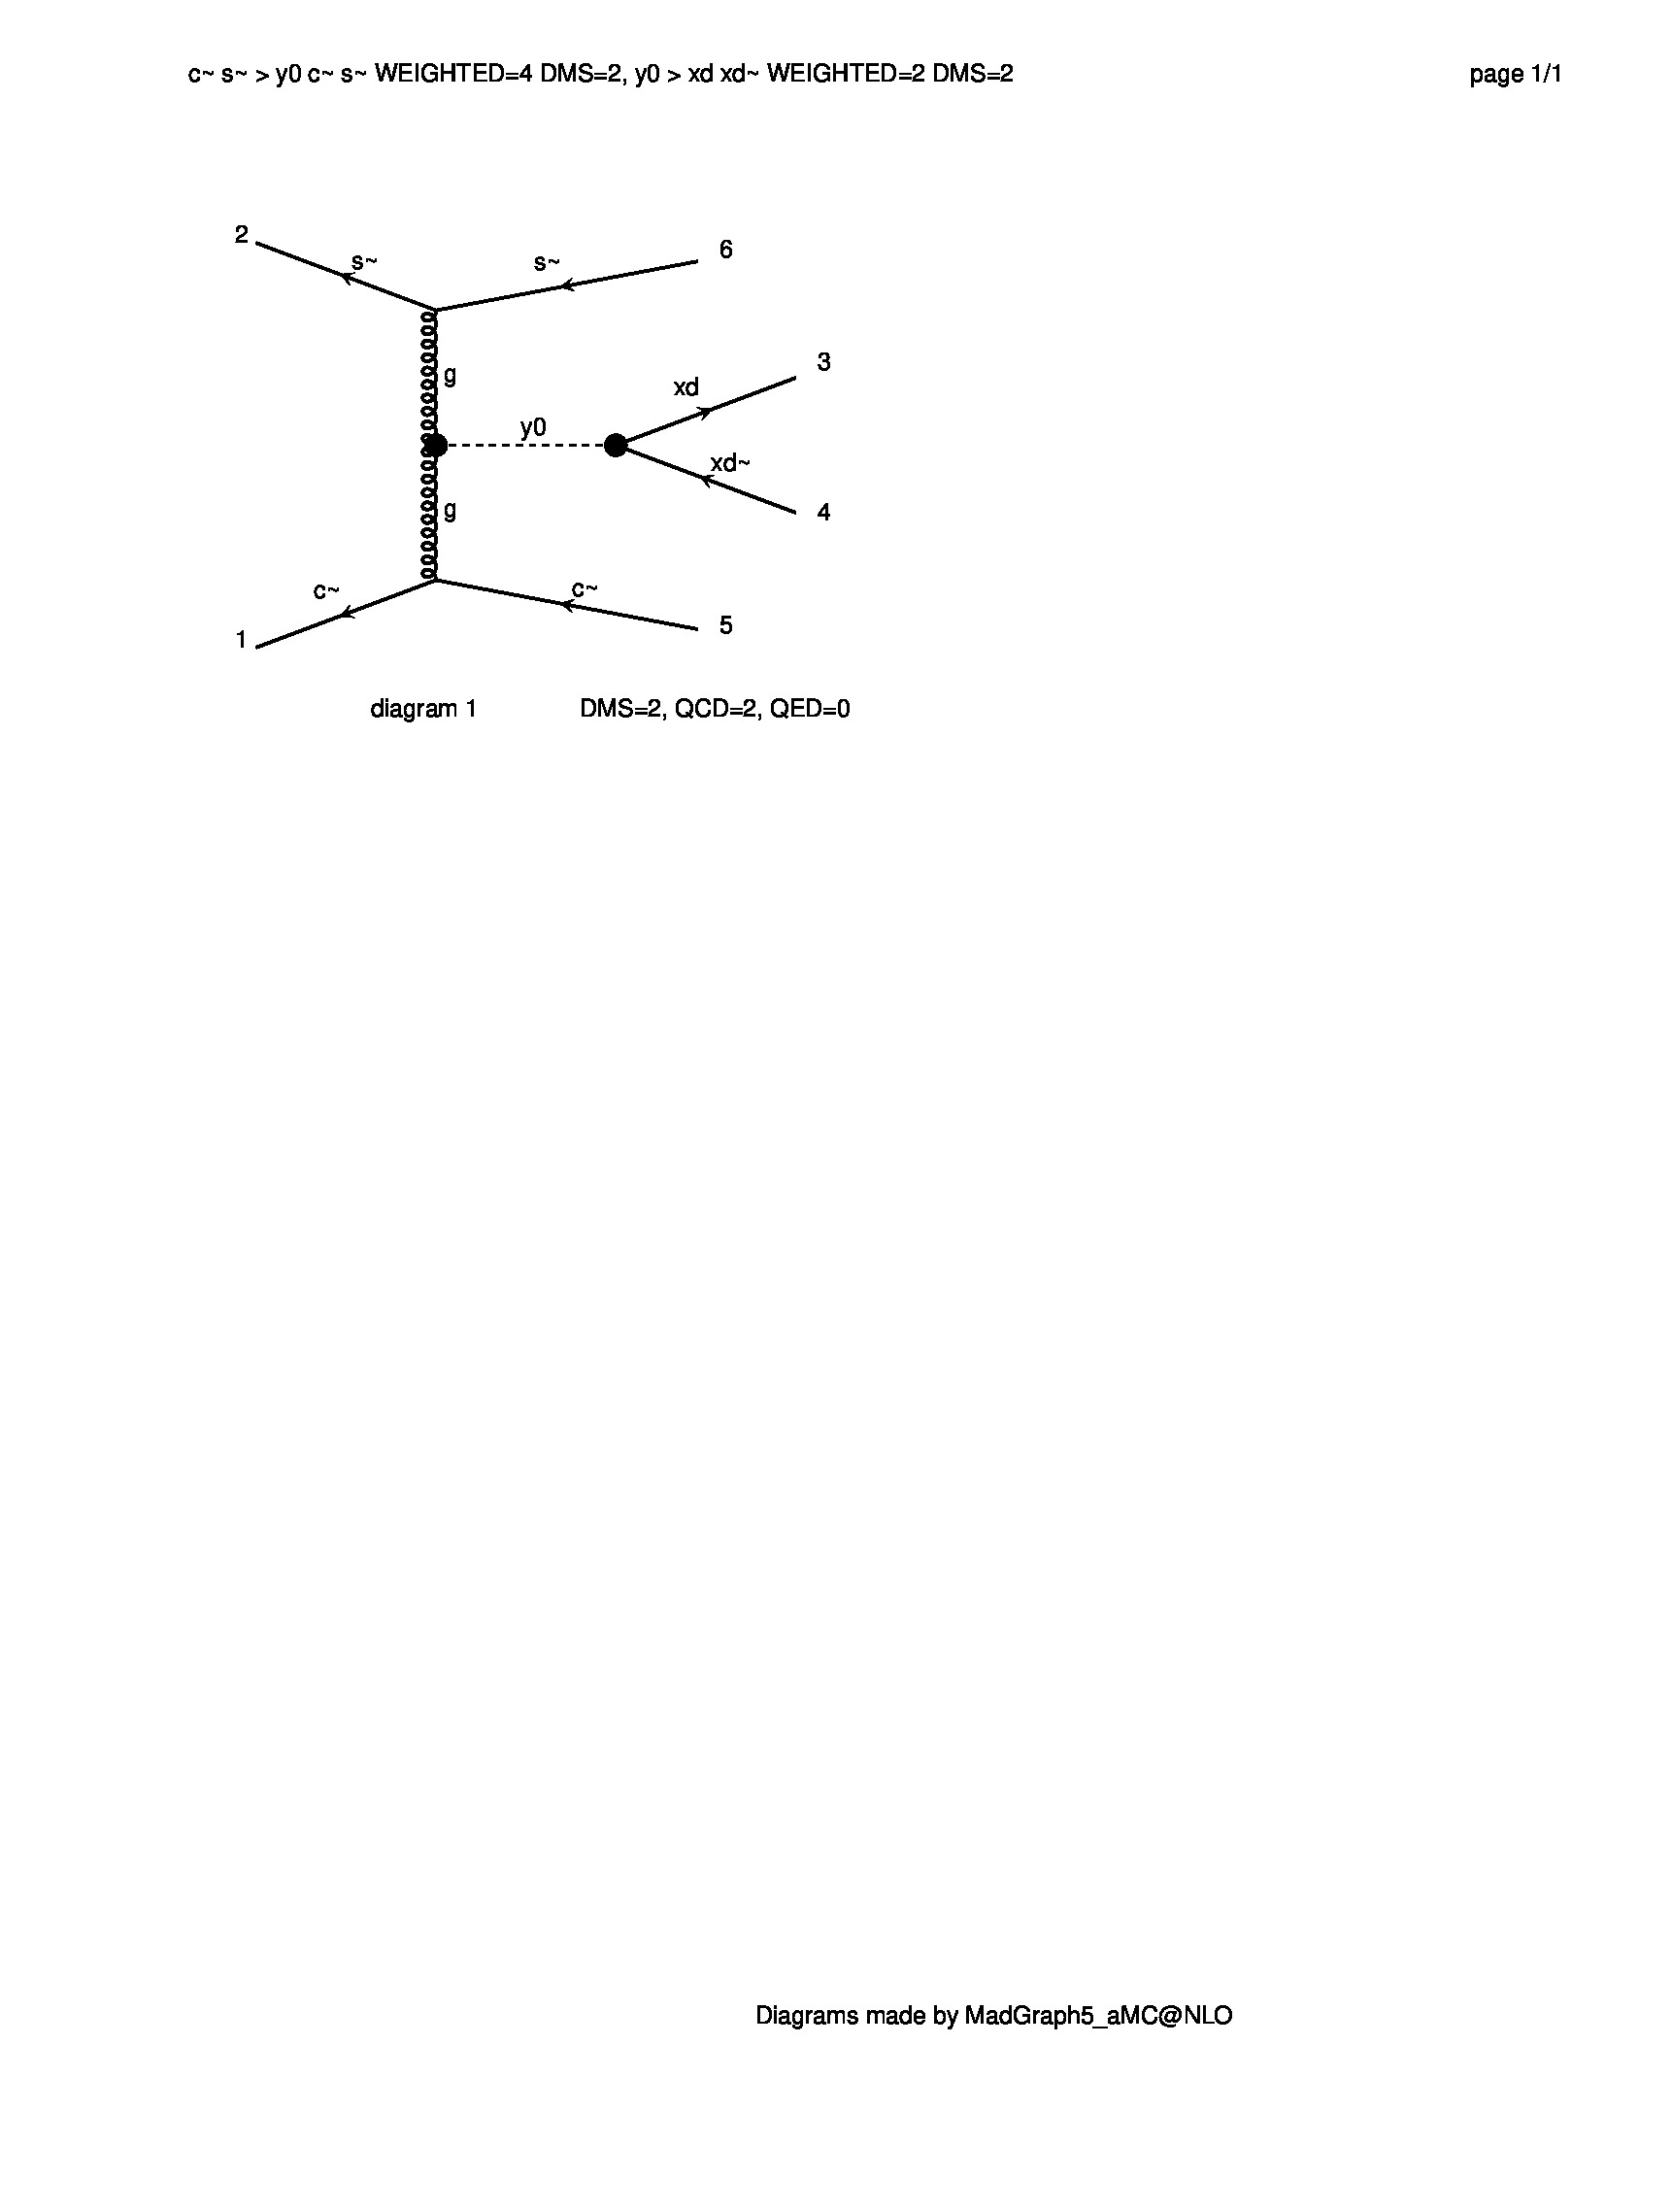 c~ s~ > y0 c~ s~ WEIGHTED=4 DMS=2, y0 > xd xd~ WEIGHTED=2 DMS=2
page 1/1
2
s~
s~
6
g
3
xd
y0
xd~
4
g
c~
c~
5
1
diagram 1
DMS=2, QCD=2, QED=0
Diagrams made by MadGraph5_aMC@NLO